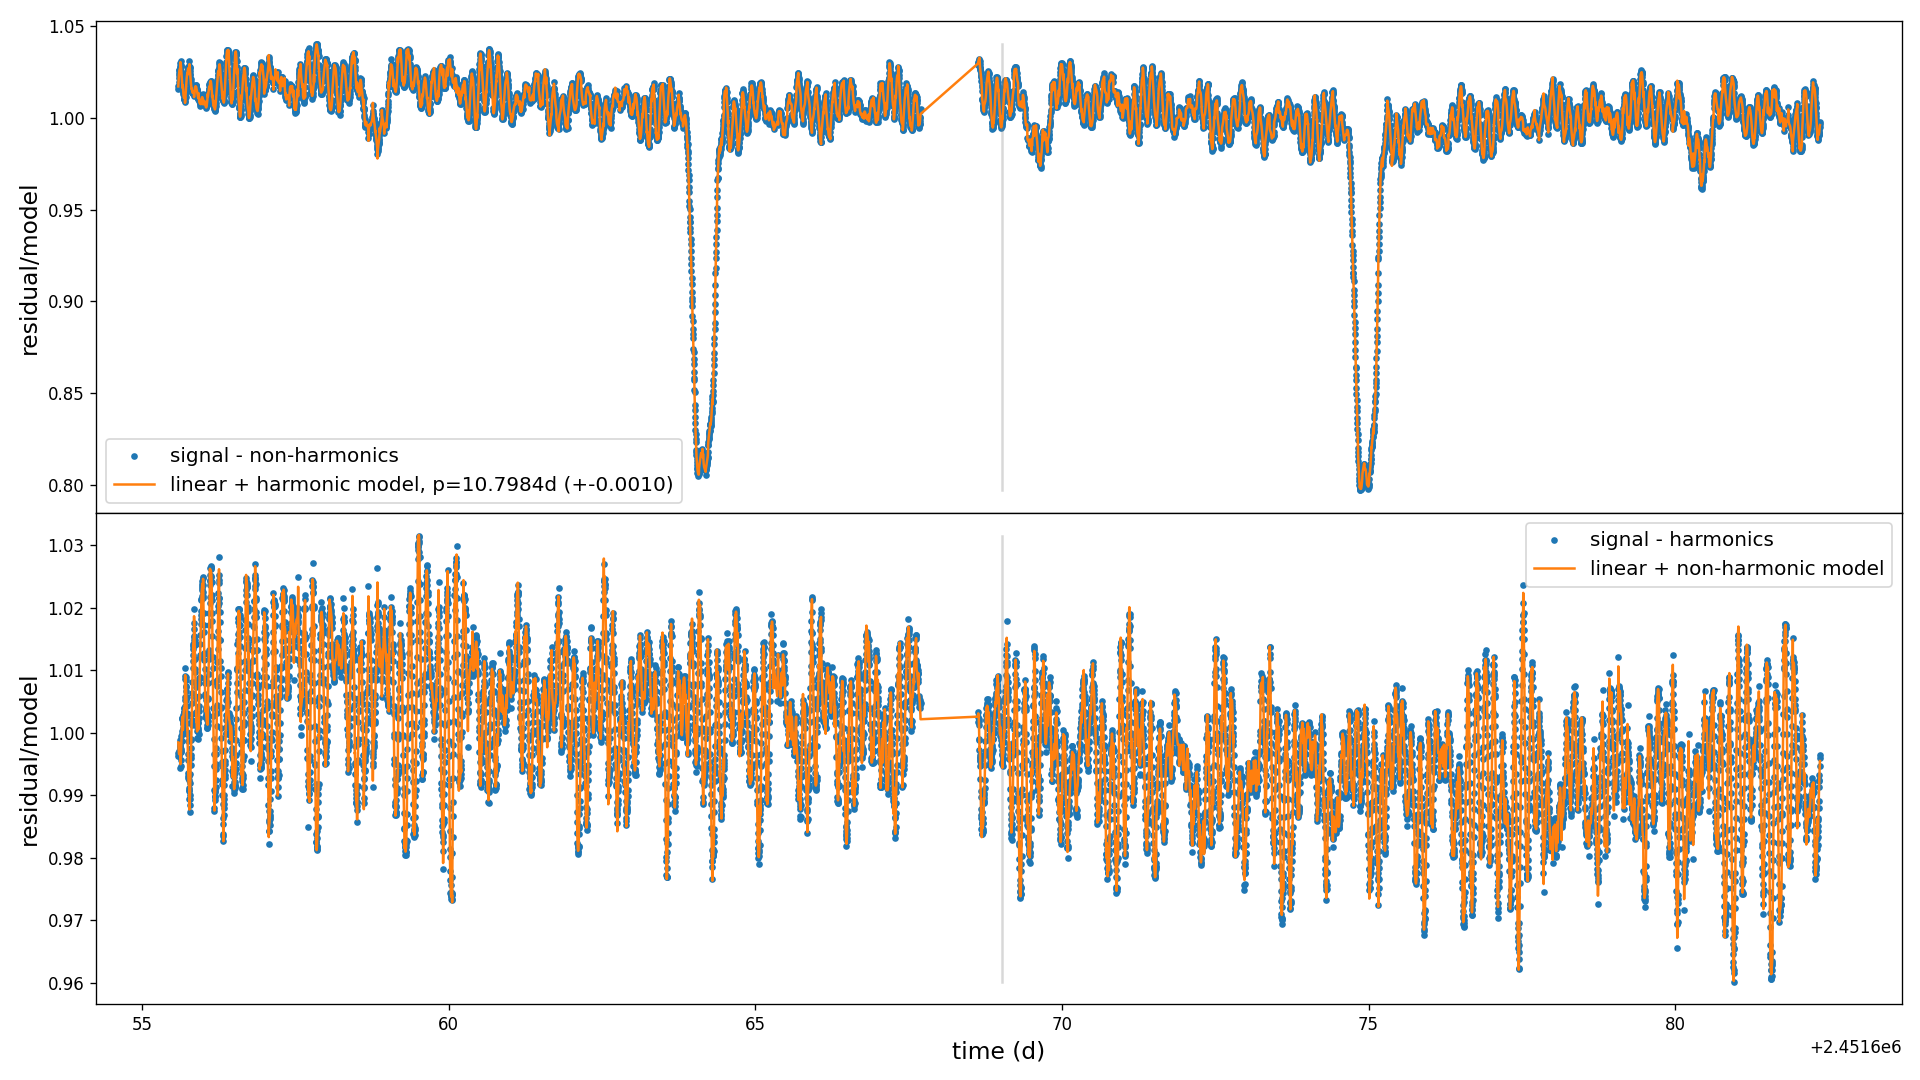 1.05
1.00
0.95
0.90
0.85
0.80
residual/model
signal - non-harmonics
linear + harmonic model, p=10.7984d (+-0.0010)
1.03
1.02
1.01
1.00
0.99
0.98
0.97
0.96
residual/model
signal - harmonics
linear + non-harmonic model
55
60
65
70
75
80
time (d)
+2.4516e6